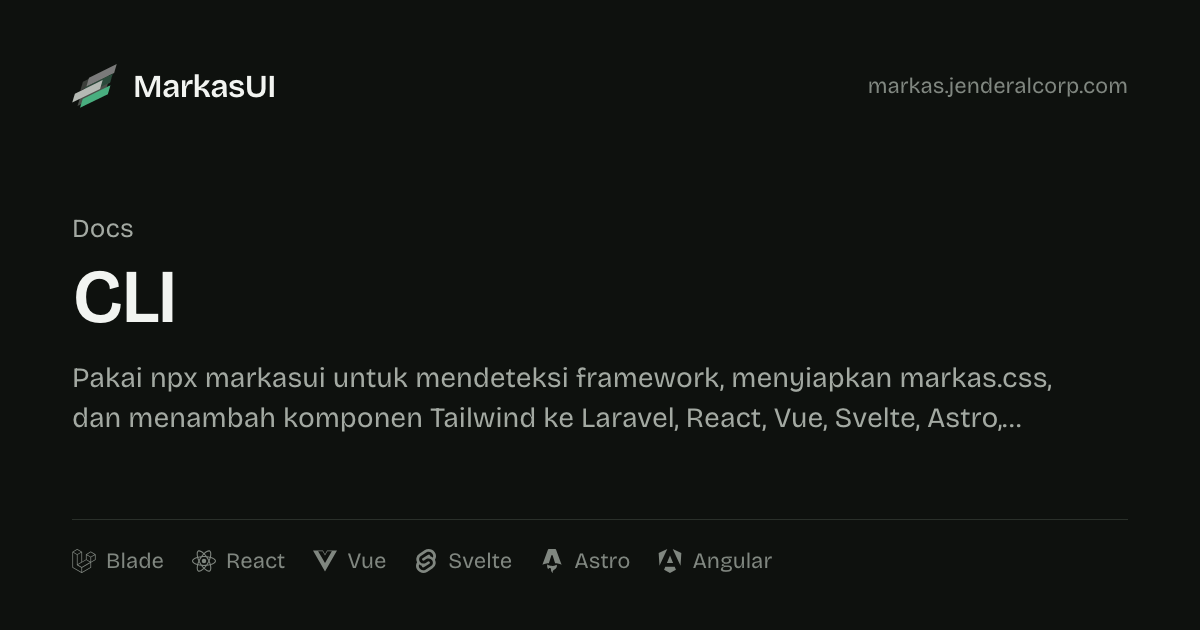 MarkasUI
markas.jenderalcorp.com
Docs
CLI
Pakai npx markasui untuk mendeteksi framework, menyiapkan markas.css,
dan menambah komponen Tailwind ke Laravel, React, Vue, Svelte, Astro,...
Blade React Vue Svelte Astro Angular